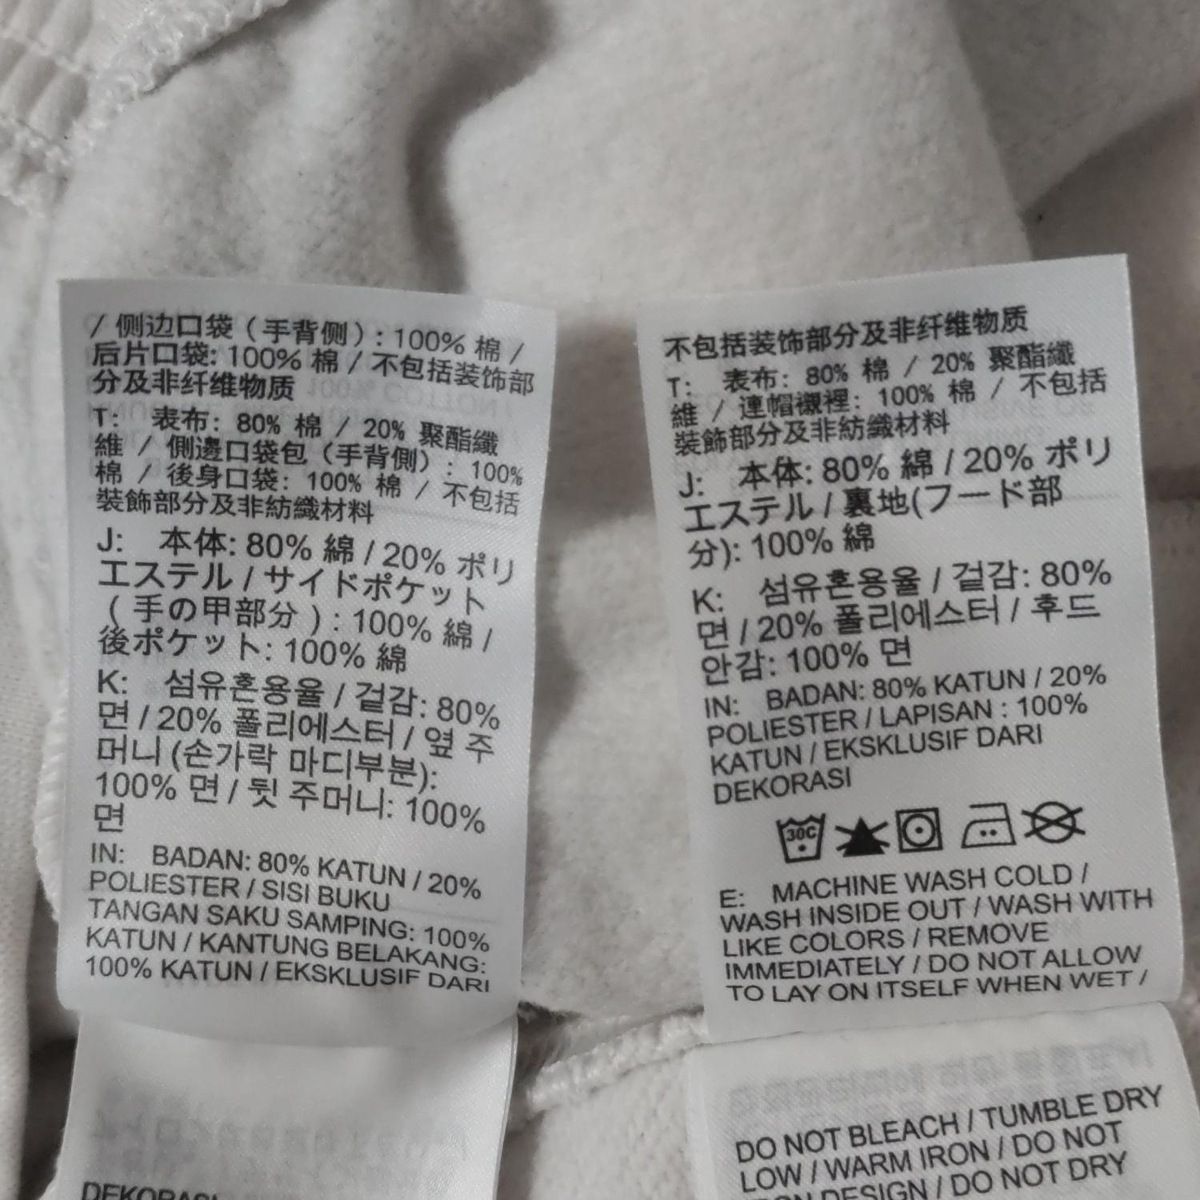 / 侧边口袋（手背侧）: 100% 棉 /
后片口袋: 100% 棉 / 不包括装饰部
分及非纤维物质
T: 表布: 80% 棉 / 20% 聚酯纖
維 / 側邊口袋包（手背側）: 100%
棉 / 後身口袋: 100% 棉 / 不包括
裝飾部分及非紡織材料
J: 本体: 80% 綿 / 20% ポリ
エステル / サイドポケット
( 手の甲部分 ) : 100% 綿 /
後ポケット: 100% 綿
K: 섬유혼용율 / 겉감: 80%
면 / 20% 폴리에스터 / 옆 주
머니 (손가락 마디부분):
100% 면 / 뒷 주머니: 100%
면
IN: BADAN: 80% KATUN / 20%
POLIESTER / SISI BUKU
TANGAN SAKU SAMPING: 100%
KATUN / KANTUNG BELAKANG:
100% KATUN / EKSKLUSIF DARI
DEKORASI
不包括装饰部分及非纤维物质
T: 表布: 80% 棉 / 20% 聚酯纖
維 / 連帽襯裡: 100% 棉 / 不包括
裝飾部分及非紡織材料
J: 本体: 80% 綿 / 20% ポリ
エステル / 裏地(フード部
分): 100% 綿
K: 섬유혼용율 / 겉감: 80%
면 / 20% 폴리에스터 / 후드
안감: 100% 면
IN: BADAN: 80% KATUN / 20%
POLIESTER / LAPISAN : 100%
KATUN / EKSKLUSIF DARI
DEKORASI
30C
E: MACHINE WASH COLD /
WASH INSIDE OUT / WASH WITH
LIKE COLORS / REMOVE
IMMEDIATELY / DO NOT ALLOW
TO LAY ON ITSELF WHEN WET /
DO NOT BLEACH / TUMBLE DRY
LOW / WARM IRON / DO NOT
IRON DESIGN / DO NOT DRY